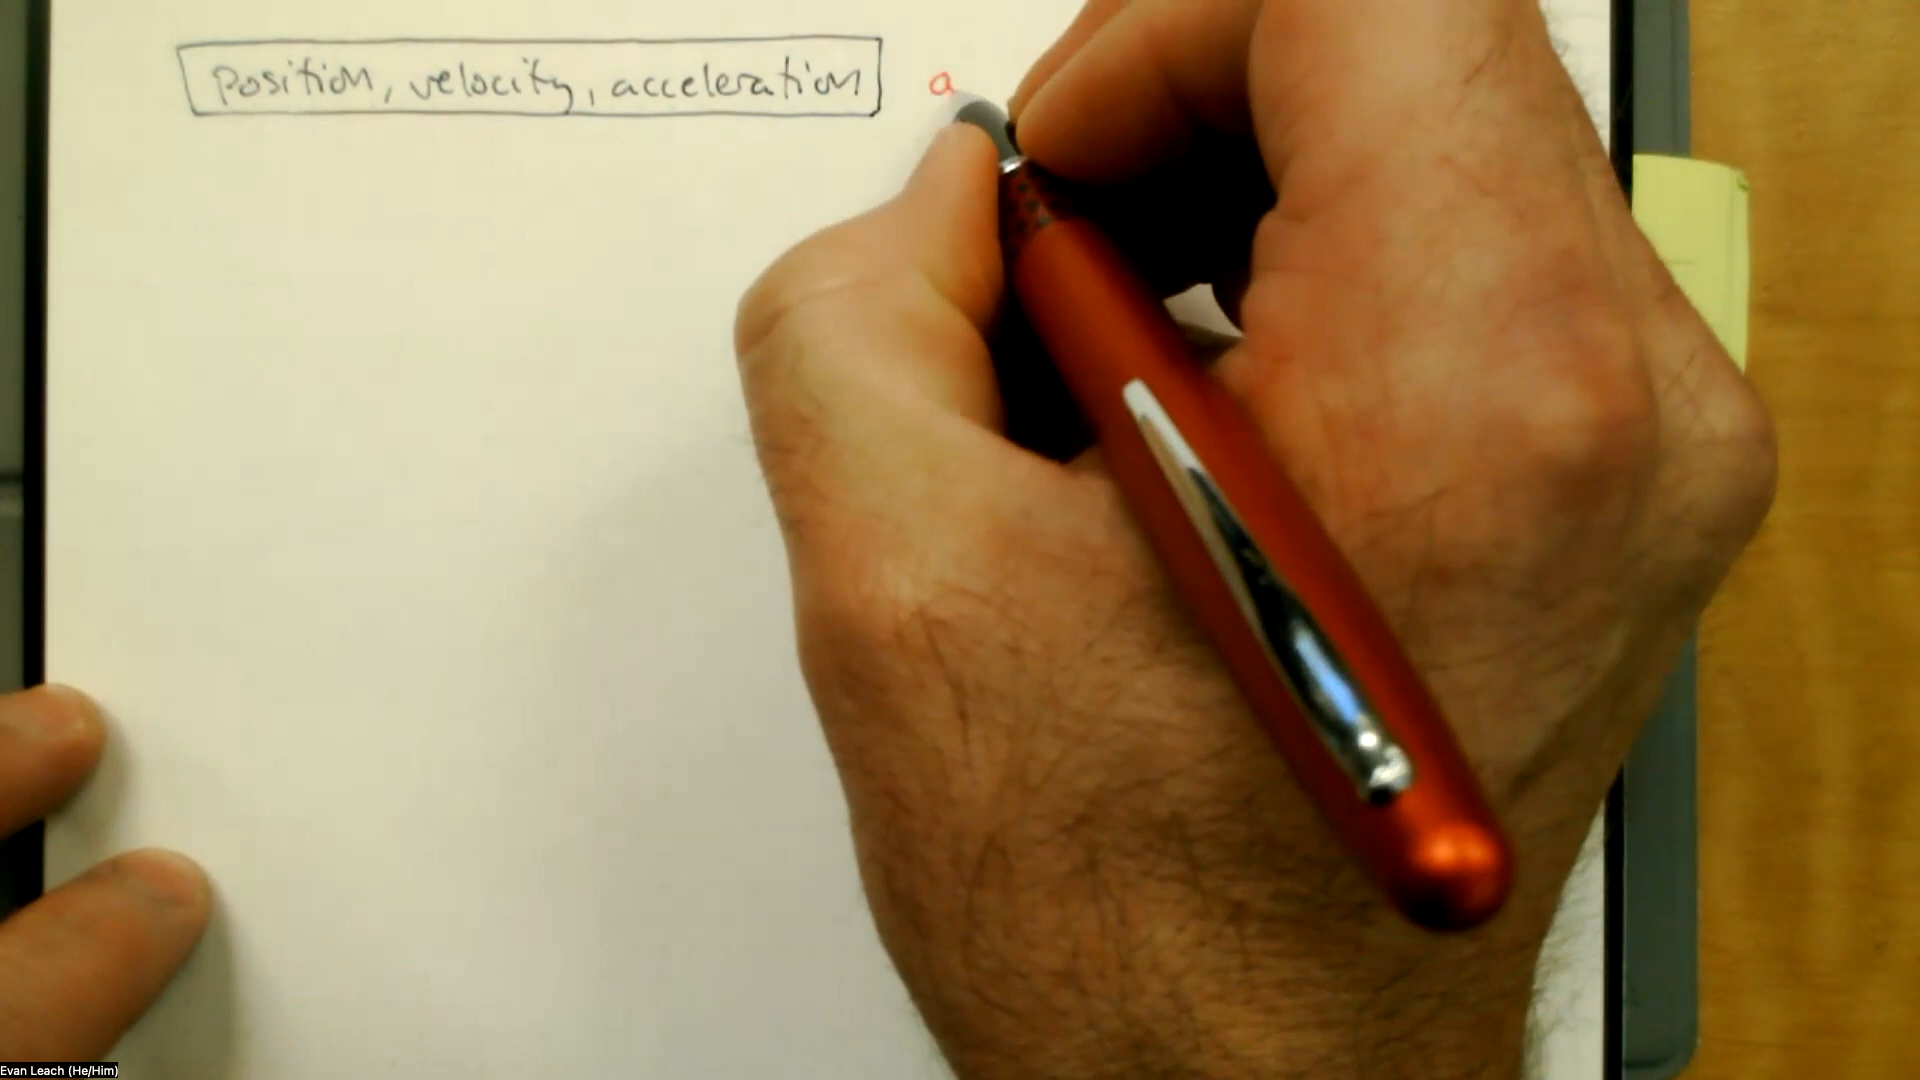 Position, velocity, acceleration a
Evan Leach (He/Him)